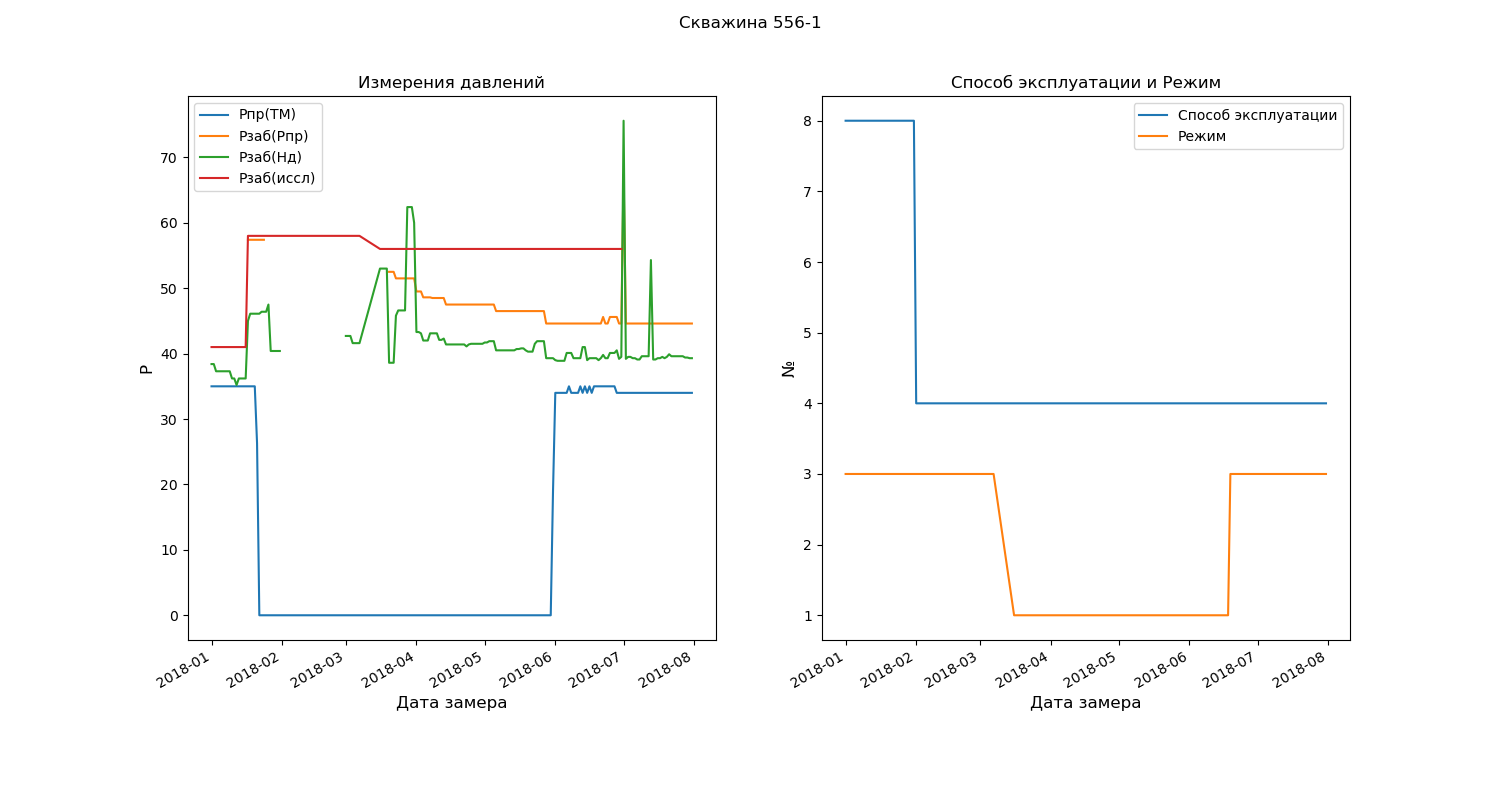 Скважина 556-1
Измерения давлений
Рпр(ТМ)
Рзаб(Рпр)
Рзаб(Нд)
Рзаб(иссл)
70
60
50
40
30
20
10
0
Р
2018-01
2018-02
2018-03
2018-04
2018-05
2018-06
2018-07
2018-08
Дата замера
Способ эксплуатации и Режим
Способ эксплуатации
Режим
8
7
6
5
4
3
2
1
№
2018-01
2018-02
2018-03
2018-04
2018-05
2018-06
2018-07
2018-08
Дата замера